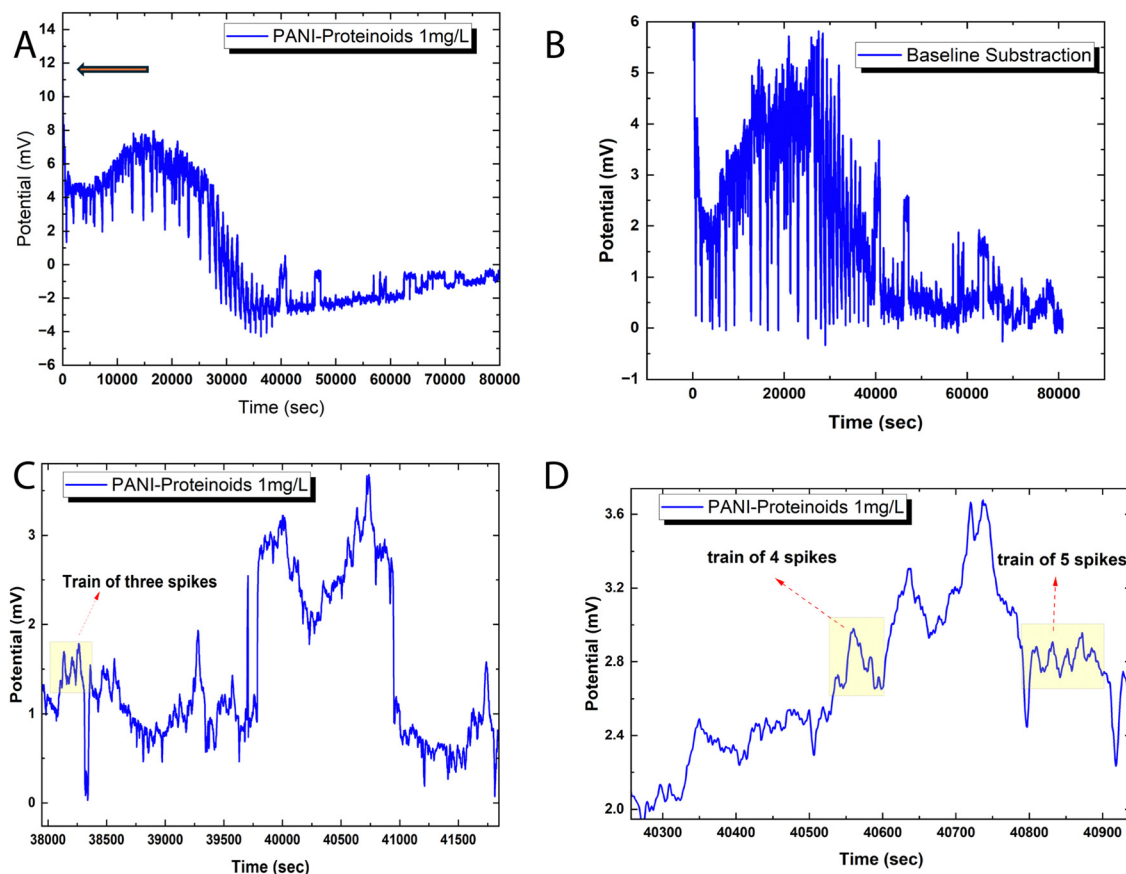 A
PANI-Proteinoids 1mg/L
14
12
10
8
6
4
2
0
−2
−4
−6
Potential (mV)
0 10000 20000 30000 40000 50000 60000 70000 80000
Time (sec)
B
Baseline Substraction
6
5
4
3
2
1
0
−1
Potential (mV)
0 20000 40000 60000 80000
Time (sec)
C
PANI-Proteinoids 1mg/L
Train of three spikes
3
2
1
0
Potential (mV)
38000 38500 39000 39500 40000 40500 41000 41500
Time (sec)
D
PANI-Proteinoids 1mg/L
train of 4 spikes
train of 5 spikes
3.6
3.2
2.8
2.4
2.0
Potential (mV)
40300 40400 40500 40600 40700 40800 40900
Time (sec)